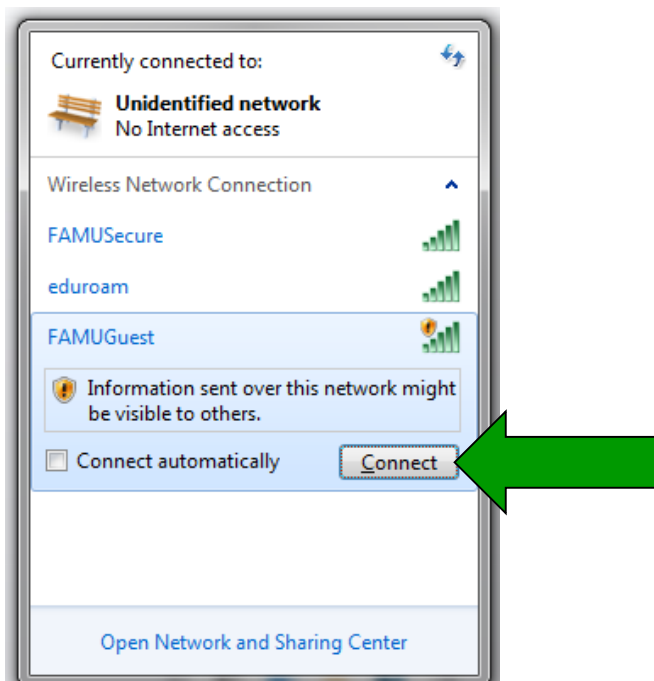 Currently connected to:
Unidentified network
No Internet access
Wireless Network Connection
FAMUSecure
eduroam
FAMUGuest
Information sent over this network might
be visible to others.
Connect automatically
Connect
Open Network and Sharing Center